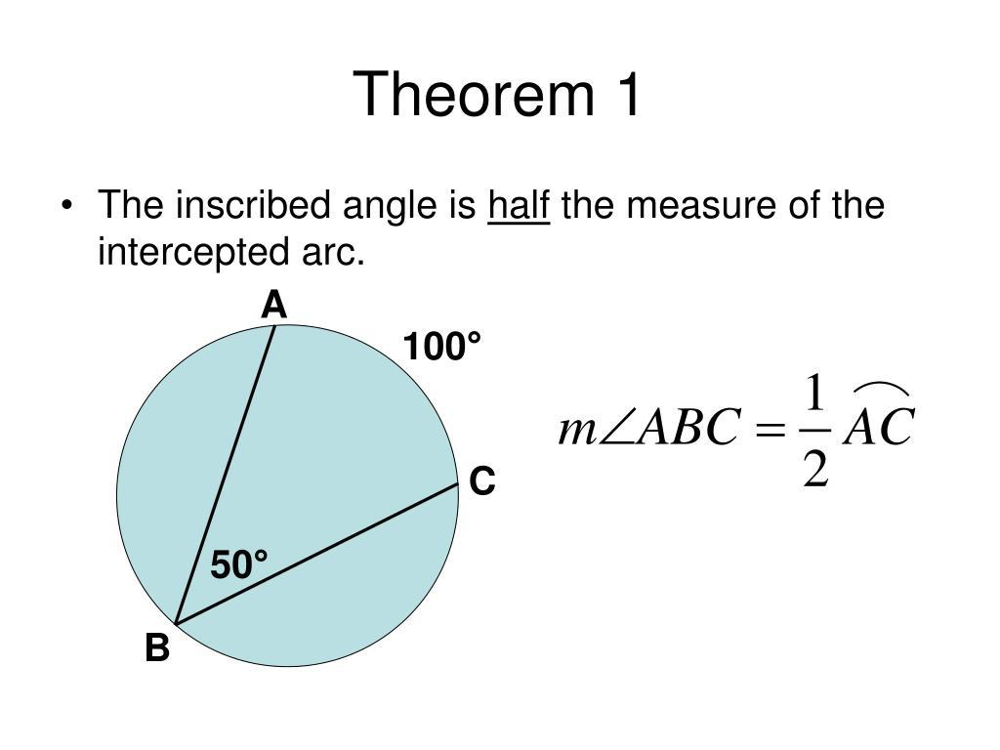 Theorem 1
• The inscribed angle is half the measure of the
intercepted arc.
A
100°
m∠ABC = 1/2 AC
C
50°
B